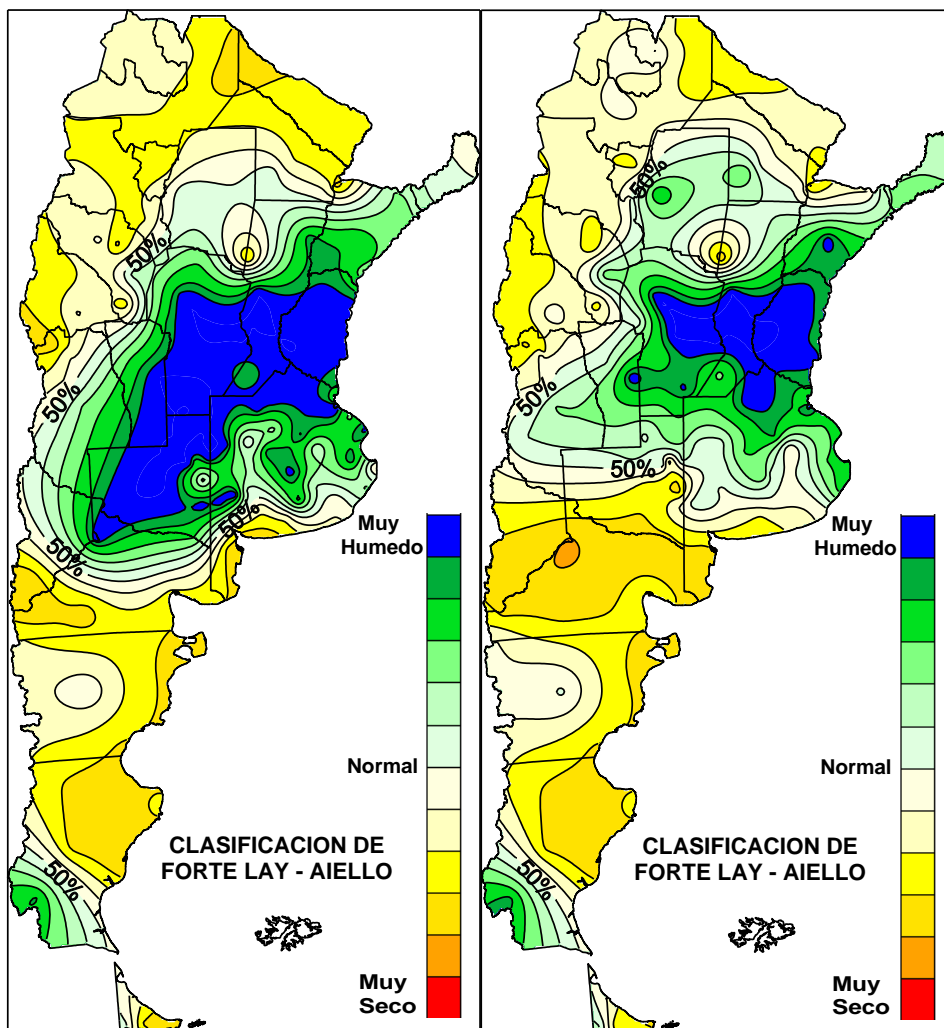 50%
50%
50%
50%
50%
Muy
Humedo
Normal
CLASIFICACION DE
FORTE LAY - AIELLO
Muy
Seco
50%
50%
50%
Muy
Humedo
Normal
CLASIFICACION DE
FORTE LAY - AIELLO
Muy
Seco